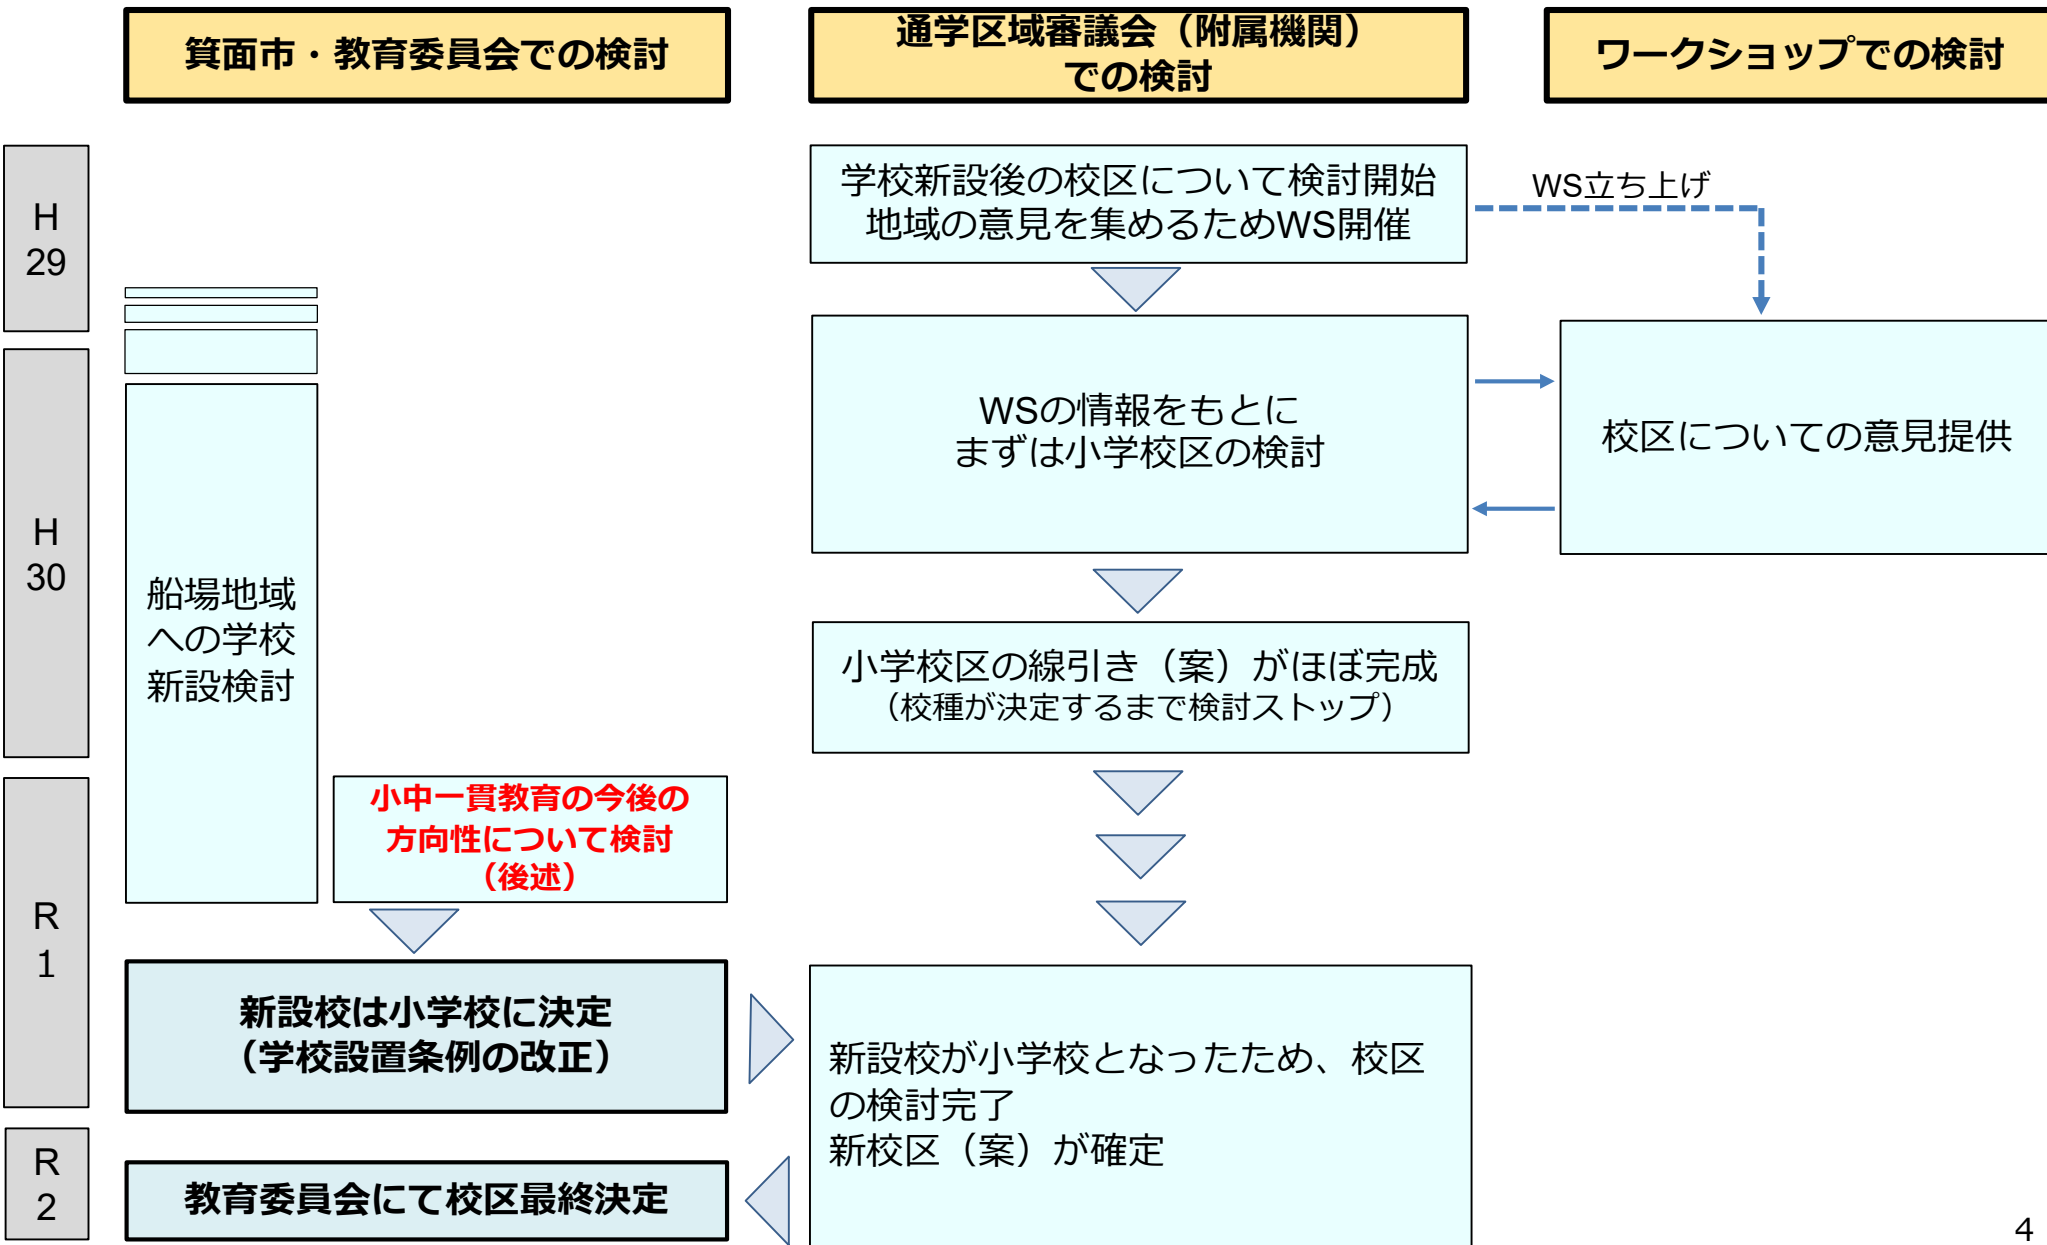 箕面市・教育委員会での検討
通学区域審議会（附属機関）
での検討
ワークショップでの検討
H
29
学校新設後の校区について検討開始
地域の意見を集めるためWS開催
WS立ち上げ
H
30
WSの情報をもとに
まずは小学校区の検討
校区についての意見提供
船場地域
への学校
新設検討
小学校区の線引き（案）がほぼ完成
（校種が決定するまで検討ストップ）
R
1
小中一貫教育の今後の
方向性について検討
（後述）
新設校は小学校に決定
（学校設置条例の改正）
新設校が小学校となったため、校区
の検討完了
新校区（案）が確定
R
2
教育委員会にて校区最終決定
4